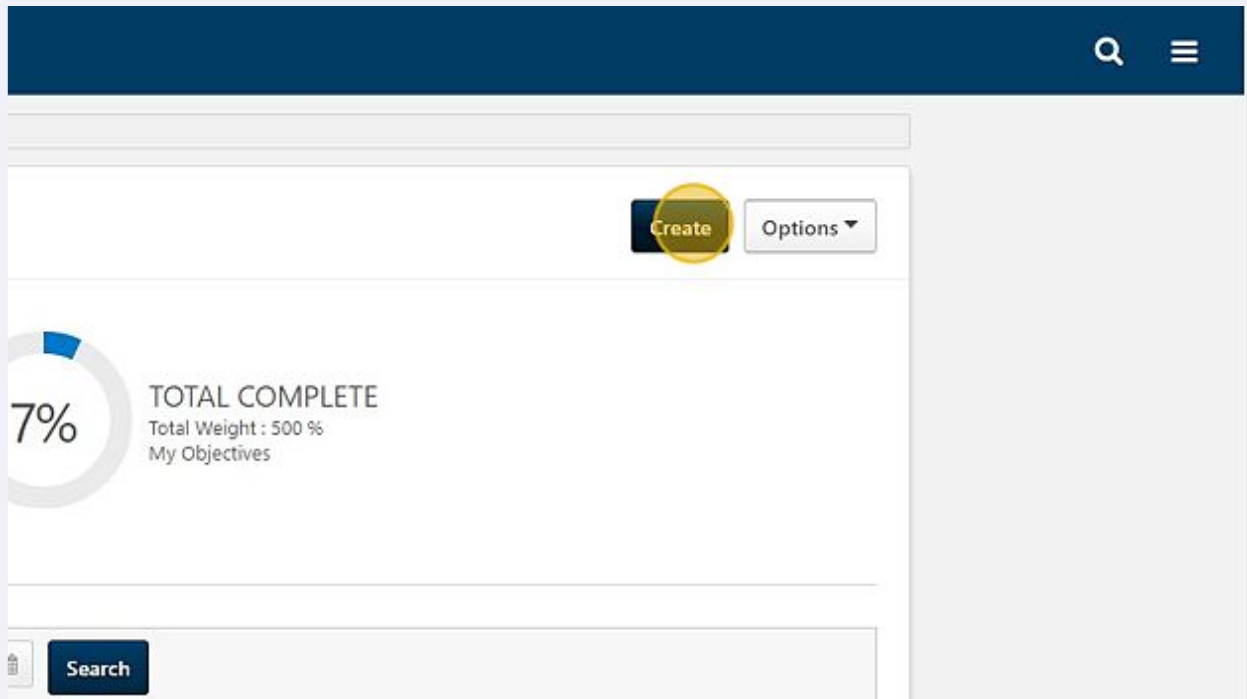 Create
Options
7%
TOTAL COMPLETE
Total Weight : 500 %
My Objectives
Search